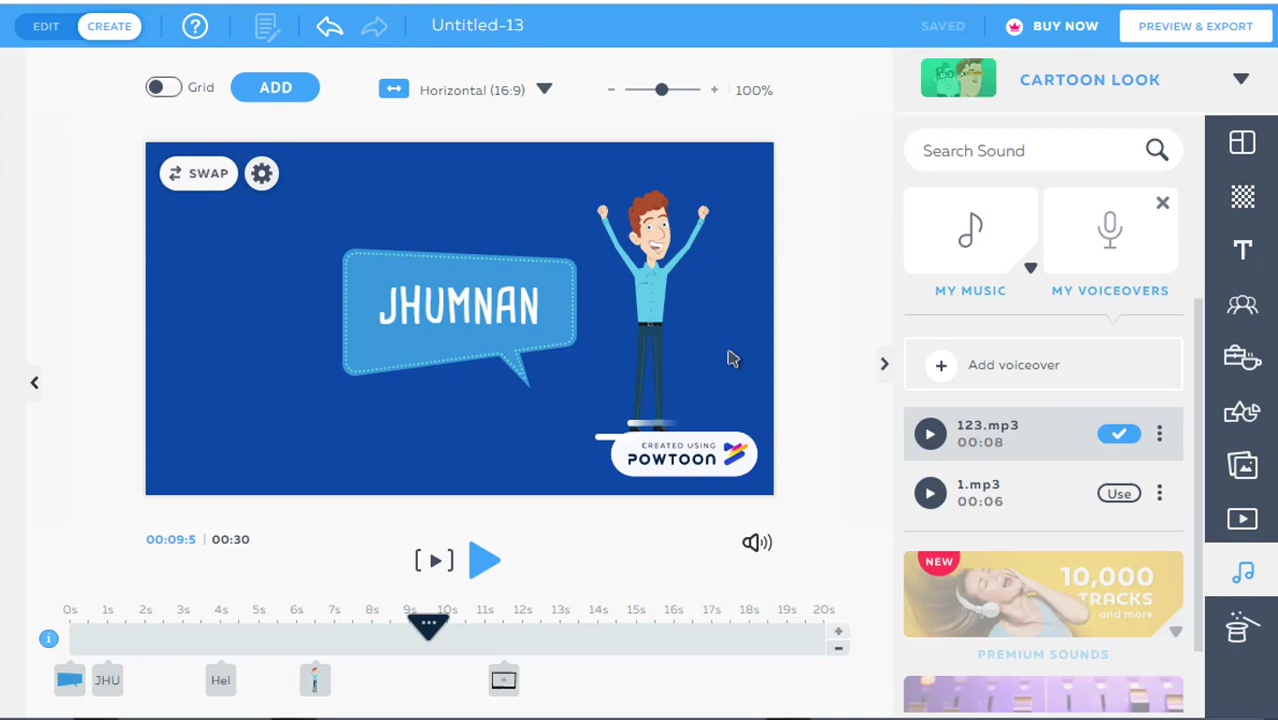 EDIT CREATE Untitled-13 SAVED BUY NOW PREVIEW & EXPORT
Grid ADD Horizontal (16:9) - + 100%
CARTOON LOOK
SWAP
Search Sound
MY MUSIC MY VOICEOVERS
JHUMNAN
+ Add voiceover
123.mp3
00:08
1.mp3
00:06
Use
CREATED USING
POWTOON
NEW
10,000
TRACKS
and more
PREMIUM SOUNDS
00:09:5 00:30
0s 1s 2s 3s 4s 5s 6s 7s 8s 9s 10s 11s 12s 13s 14s 15s 16s 17s 18s 19s 20s
i
+
-
JHU Hel